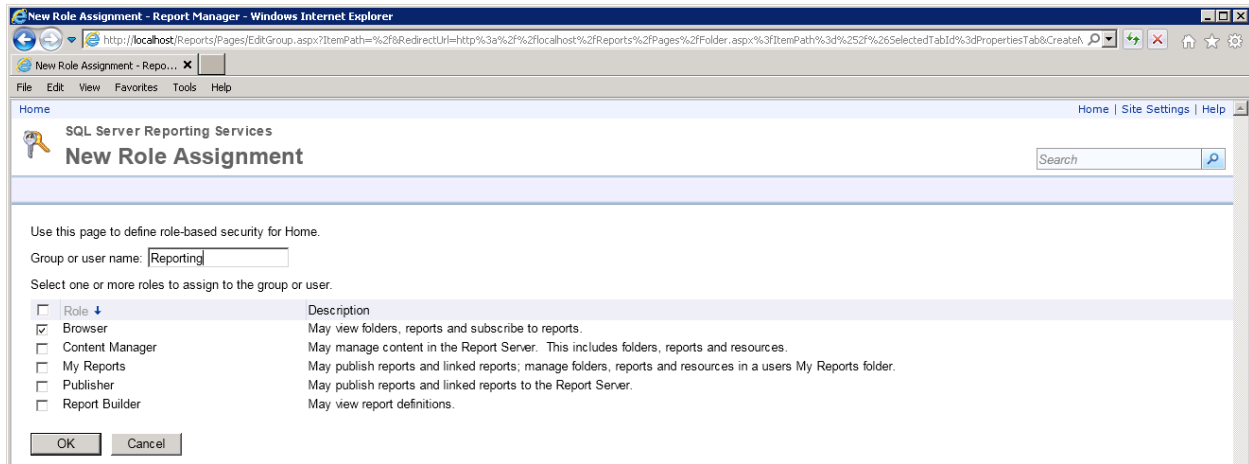 New Role Assignment - Report Manager - Windows Internet Explorer
http://localhost/Reports/Pages/EditGroup.aspx?ItemPath=%2f&RedirectUrl=http%3a%2f%2flocalhost%2fReports%2fPages%2fFolder.aspx%3fItemPath%3d%252f%26SelectedTabId%3dPropertiesTab&CreateN
New Role Assignment - Repo...
File Edit View Favorites Tools Help
Home Home | Site Settings | Help
SQL Server Reporting Services
New Role Assignment
Search
Use this page to define role-based security for Home.
Group or user name: Reporting
Select one or more roles to assign to the group or user.
Role Description
Browser May view folders, reports and subscribe to reports.
Content Manager May manage content in the Report Server. This includes folders, reports and resources.
My Reports May publish reports and linked reports; manage folders, reports and resources in a users My Reports folder.
Publisher May publish reports and linked reports to the Report Server.
Report Builder May view report definitions.
OK Cancel